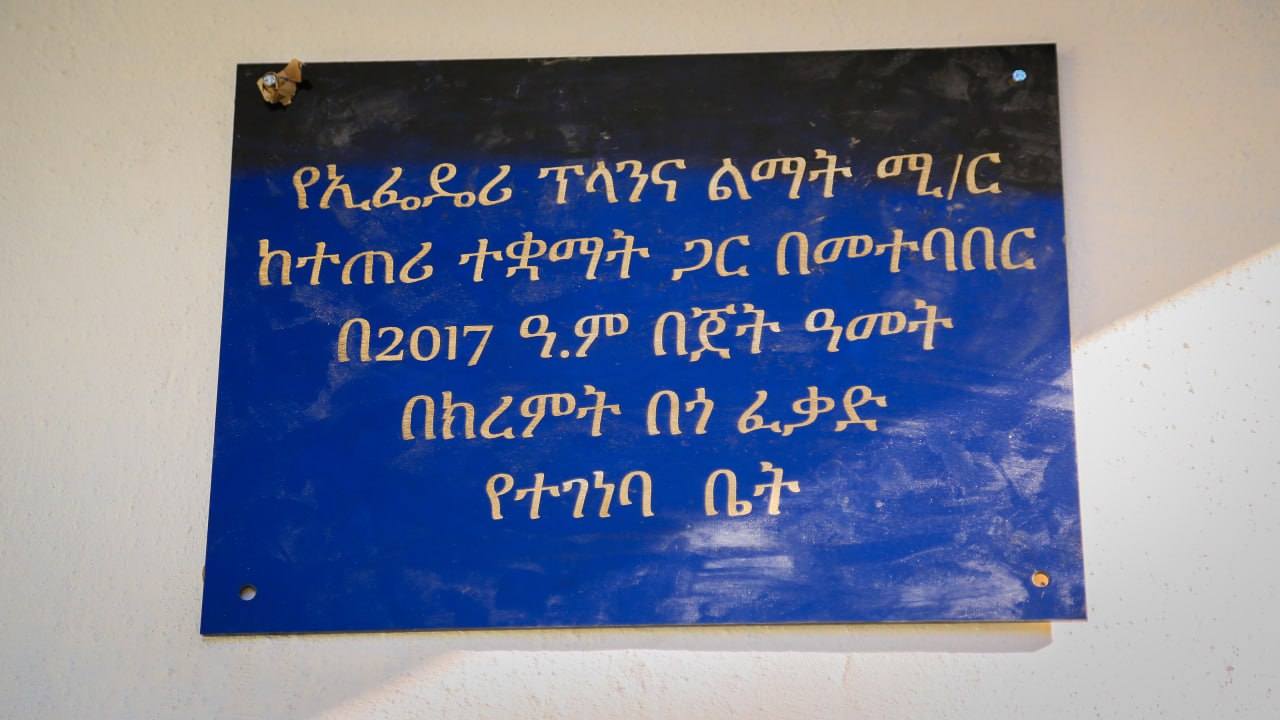 የኢፌዴሪ ፕላንና ልማት ሚ/ር
ከተጠሪ ተቋማት ጋር በመተባበር
በ2017 ዓ.ም በጀት ዓመት
በክረምት በጎ ፈቃድ
የተገነባ ቤት